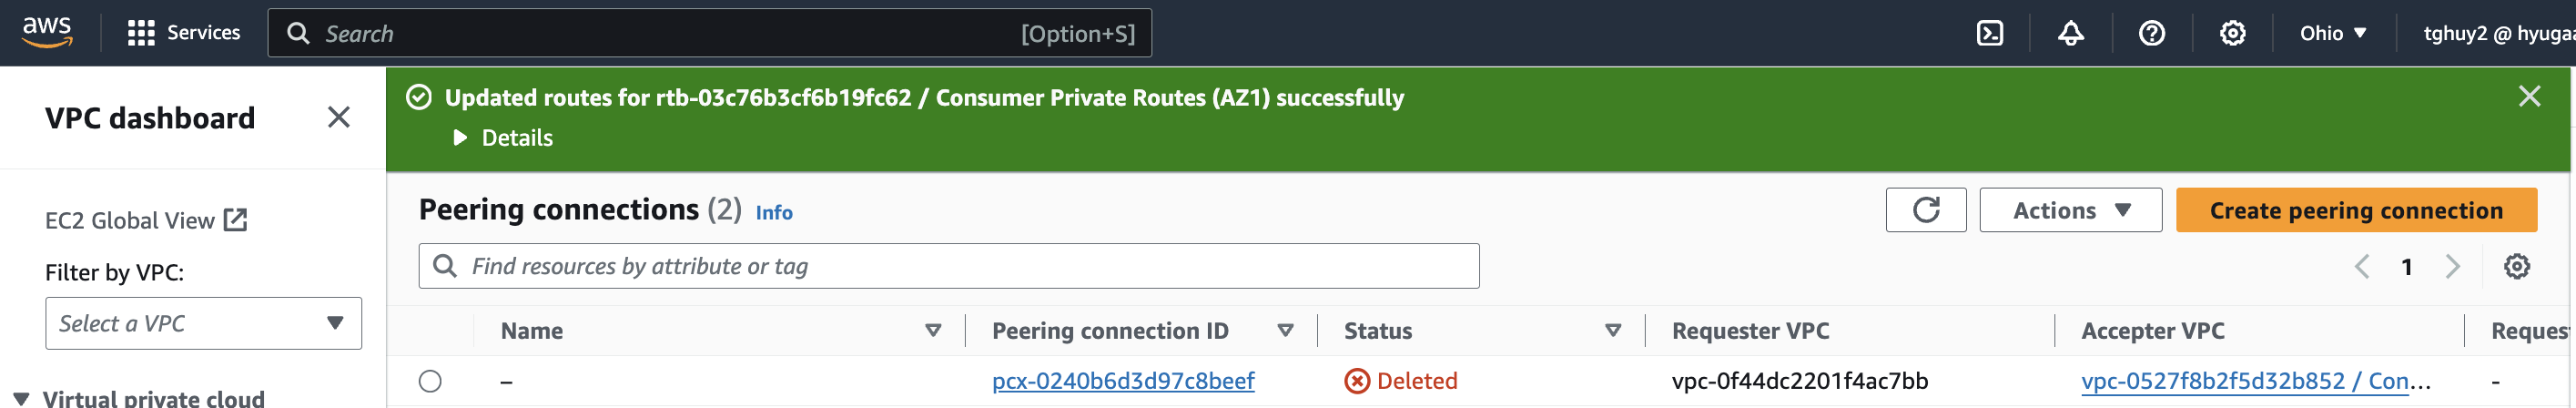 aws
Services
Search
[Option+S]
Ohio
tghuy2 @ hyuga
VPC dashboard
Updated routes for rtb-03c76b3cf6b19fc62 / Consumer Private Routes (AZ1) successfully
Details
EC2 Global View
Filter by VPC:
Select a VPC
Virtual private cloud
Peering connections (2) Info
Actions
Create peering connection
Find resources by attribute or tag
1
Name
Peering connection ID
Status
Requester VPC
Accepter VPC
Reques
–
pcx-0240b6d3d97c8beef
Deleted
vpc-0f44dc2201f4ac7bb
vpc-0527f8b2f5d32b852 / Con...
-